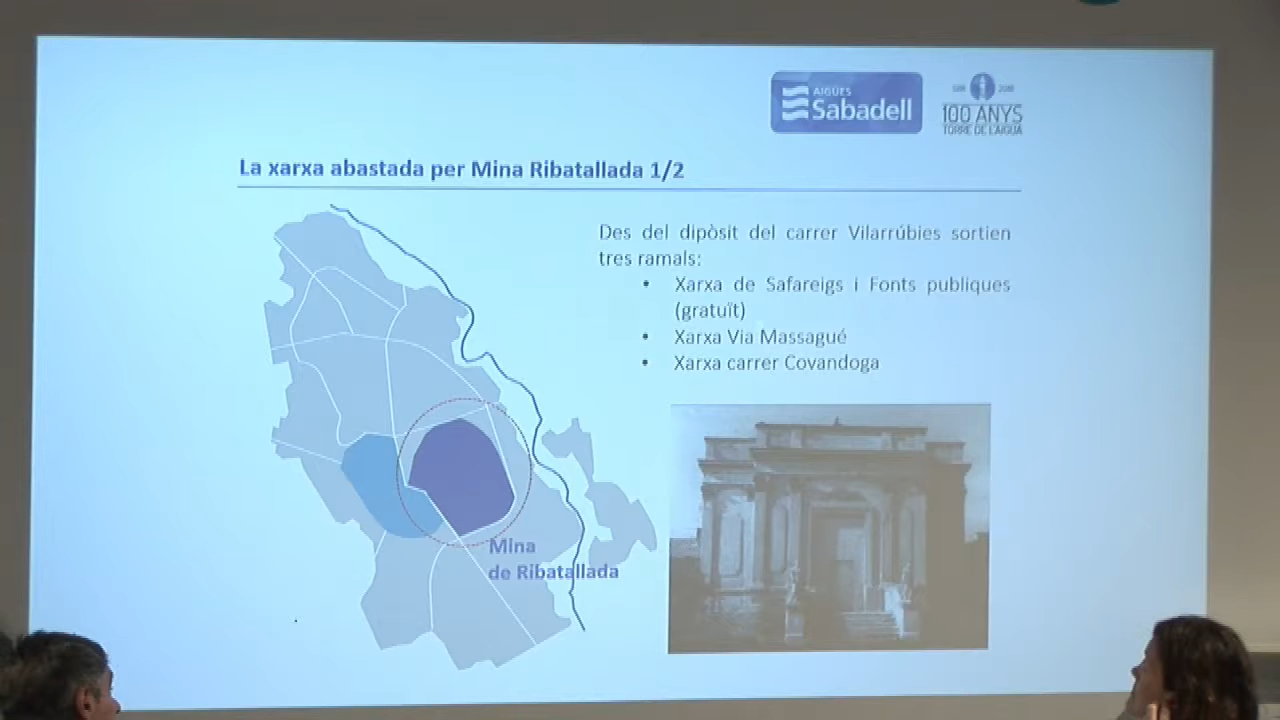 AIGÜES
Sabadell
100 ANYS
TORRE DE L'AIGUA
La xarxa abastada per Mina Ribatallada 1/2
Des del dipòsit del carrer Vilarrúbies sortien
tres ramals:
• Xarxa de Safareigs i Fonts publiques
(gratuït)
• Xarxa Via Massagué
• Xarxa carrer Covandoga
Mina
de Ribatallada